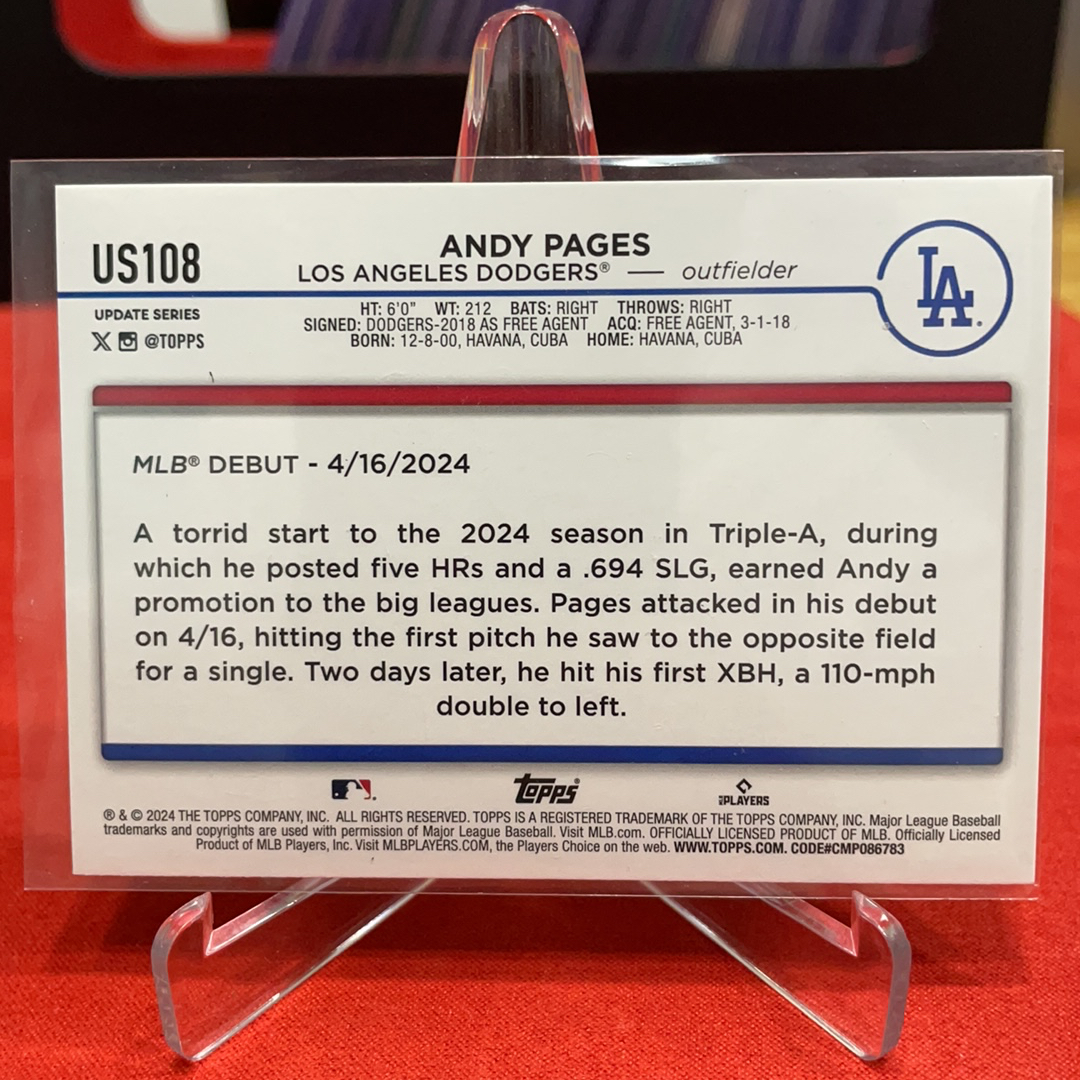 US108
ANDY PAGES
LOS ANGELES DODGERS® — outfielder
LA
UPDATE SERIES
@TOPPS
HT: 6'0" WT: 212 BATS: RIGHT THROWS: RIGHT
SIGNED: DODGERS-2018 AS FREE AGENT ACQ: FREE AGENT, 3-1-18
BORN: 12-8-00, HAVANA, CUBA HOME: HAVANA, CUBA
MLB® DEBUT - 4/16/2024
A torrid start to the 2024 season in Triple-A, during
which he posted five HRs and a .694 SLG, earned Andy a
promotion to the big leagues. Pages attacked in his debut
on 4/16, hitting the first pitch he saw to the opposite field
for a single. Two days later, he hit his first XBH, a 110-mph
double to left.
Topps®
MLB PLAYERS
® & © 2024 THE TOPPS COMPANY, INC. ALL RIGHTS RESERVED. TOPPS IS A REGISTERED TRADEMARK OF THE TOPPS COMPANY, INC. Major League Baseball
trademarks and copyrights are used with permission of Major League Baseball. Visit MLB.com. OFFICIALLY LICENSED PRODUCT OF MLB. Officially Licensed
Product of MLB Players, Inc. Visit MLBPLAYERS.COM, the Players Choice on the web. WWW.TOPPS.COM. CODE#CMP086783